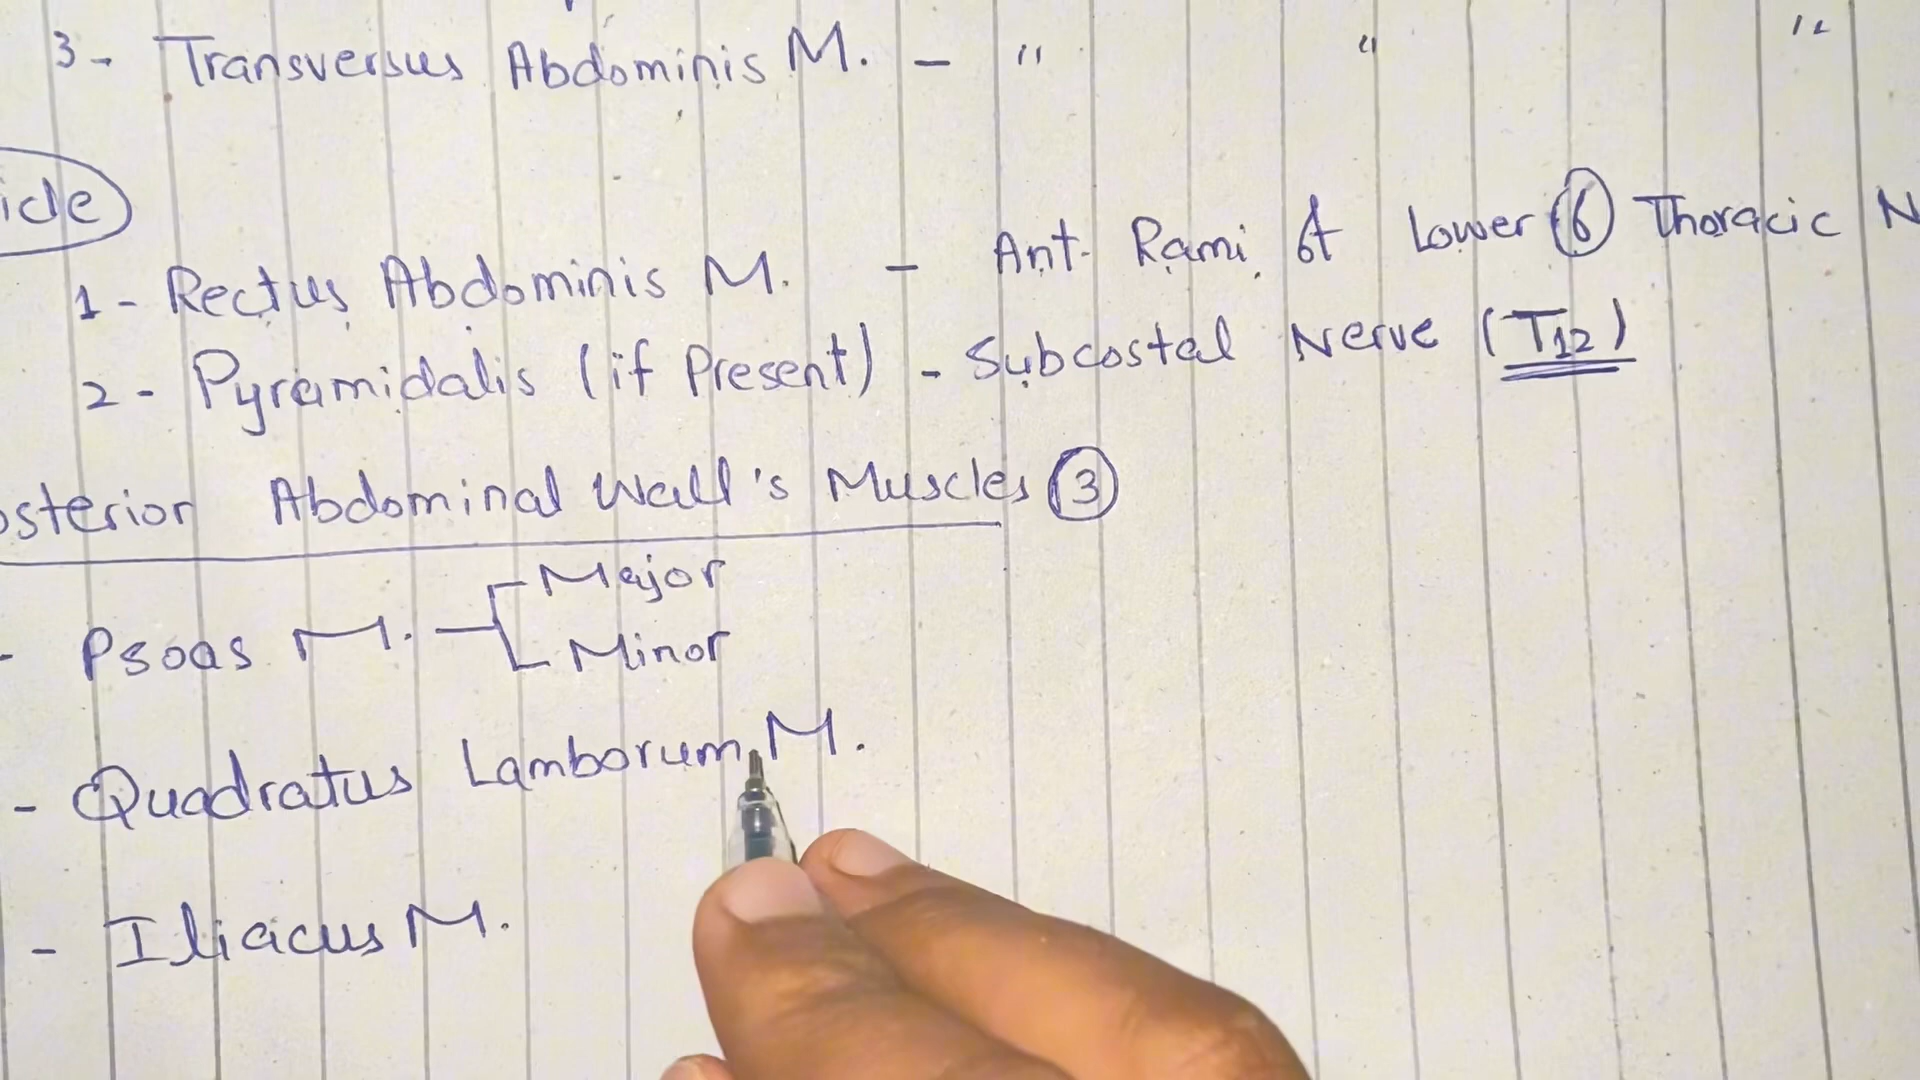 3- Transversus Abdominis M. - " " "
icle
1- Rectus Abdominis M. - Ant. Rami of Lower 6 Thoracic N
2- Pyramidalis (if Present) - Subcostal Nerve (T12)
osterior Abdominal Wall's Muscles 3
- Psoas M. - Major
Minor
- Quadratus Lamborum M.
- Iliacus M.